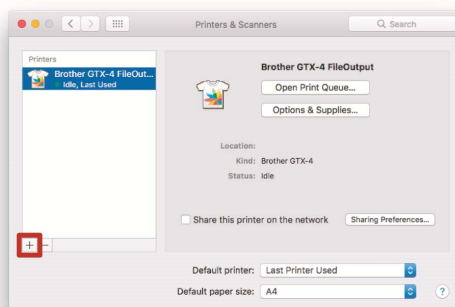 Printers & Scanners
Search
Printers
Brother GTX-4 FileOut...
Idle, Last Used
+ −
Brother GTX-4 FileOutput
Open Print Queue...
Options & Supplies...
Location:
Kind: Brother GTX-4
Status: Idle
Share this printer on the network
Sharing Preferences...
Default printer: Last Printer Used
Default paper size: A4
?